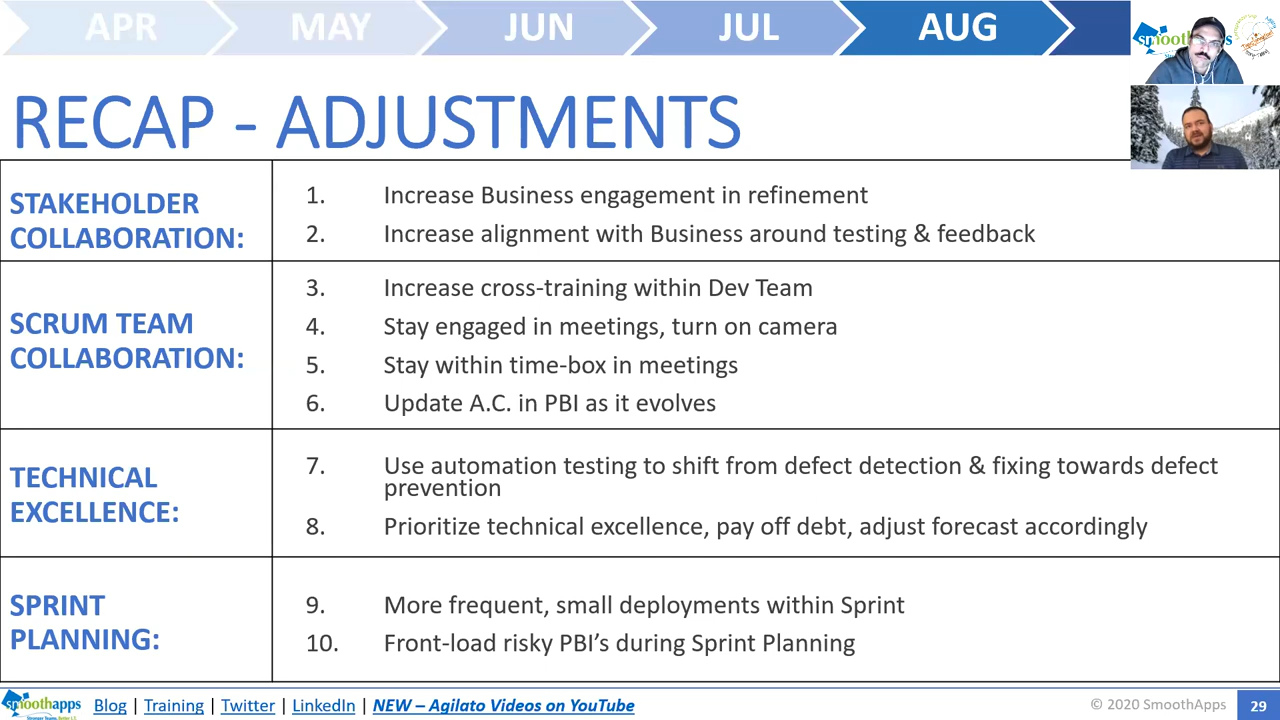 APR MAY JUN JUL AUG
smoothapps
RECAP - ADJUSTMENTS
STAKEHOLDER
COLLABORATION:
1. Increase Business engagement in refinement
2. Increase alignment with Business around testing & feedback
SCRUM TEAM
COLLABORATION:
3. Increase cross-training within Dev Team
4. Stay engaged in meetings, turn on camera
5. Stay within time-box in meetings
6. Update A.C. in PBI as it evolves
TECHNICAL
EXCELLENCE:
7. Use automation testing to shift from defect detection & fixing towards defect
prevention
8. Prioritize technical excellence, pay off debt, adjust forecast accordingly
SPRINT
PLANNING:
9. More frequent, small deployments within Sprint
10. Front-load risky PBI’s during Sprint Planning
smoothapps
Stronger Teams. Better I.T.
Blog | Training | Twitter | LinkedIn | NEW – Agilato Videos on YouTube
© 2020 SmoothApps
29